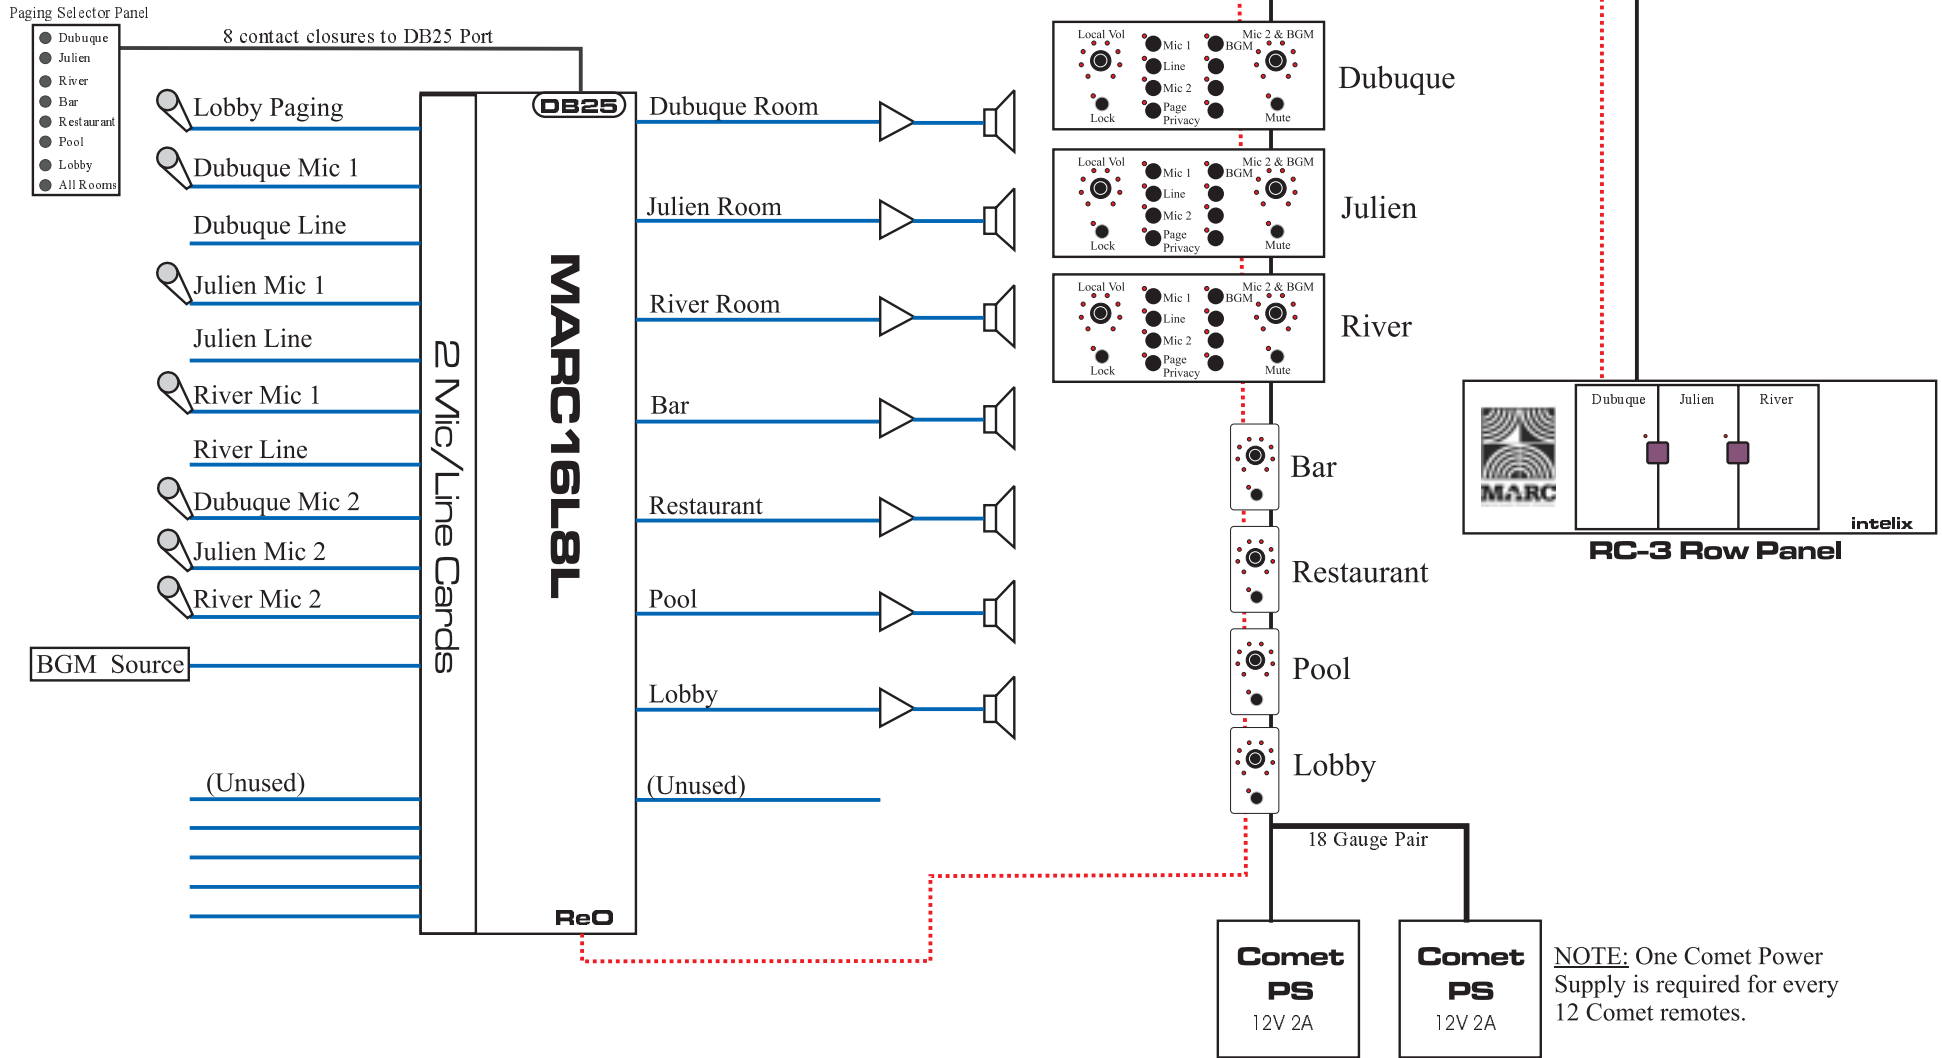 Paging Selector Panel
Dubuque
Julien
River
Bar
Restaurant
Pool
Lobby
All Rooms
8 contact closures to DB25 Port
Lobby Paging
Dubuque Mic 1
Dubuque Line
Julien Mic 1
Julien Line
River Mic 1
River Line
Dubuque Mic 2
Julien Mic 2
River Mic 2
BGM Source
(Unused)
2 Mic/Line Cards
DB25
MARC16L8L
ReO
Dubuque Room
Julien Room
River Room
Bar
Restaurant
Pool
Lobby
(Unused)
Local Vol
Mic 1
BGM
Mic 2 & BGM
Line
Mic 2
Page
Privacy
Lock
Mute
Dubuque
Local Vol
Mic 1
BGM
Mic 2 & BGM
Line
Mic 2
Page
Privacy
Lock
Mute
Julien
Local Vol
Mic 1
BGM
Mic 2 & BGM
Line
Mic 2
Page
Privacy
Lock
Mute
River
Bar
Restaurant
Pool
Lobby
18 Gauge Pair
Comet
PS
12V 2A
Comet
PS
12V 2A
MARC
Dubuque
Julien
River
intelix
RC-3 Row Panel
NOTE: One Comet Power
Supply is required for every
12 Comet remotes.